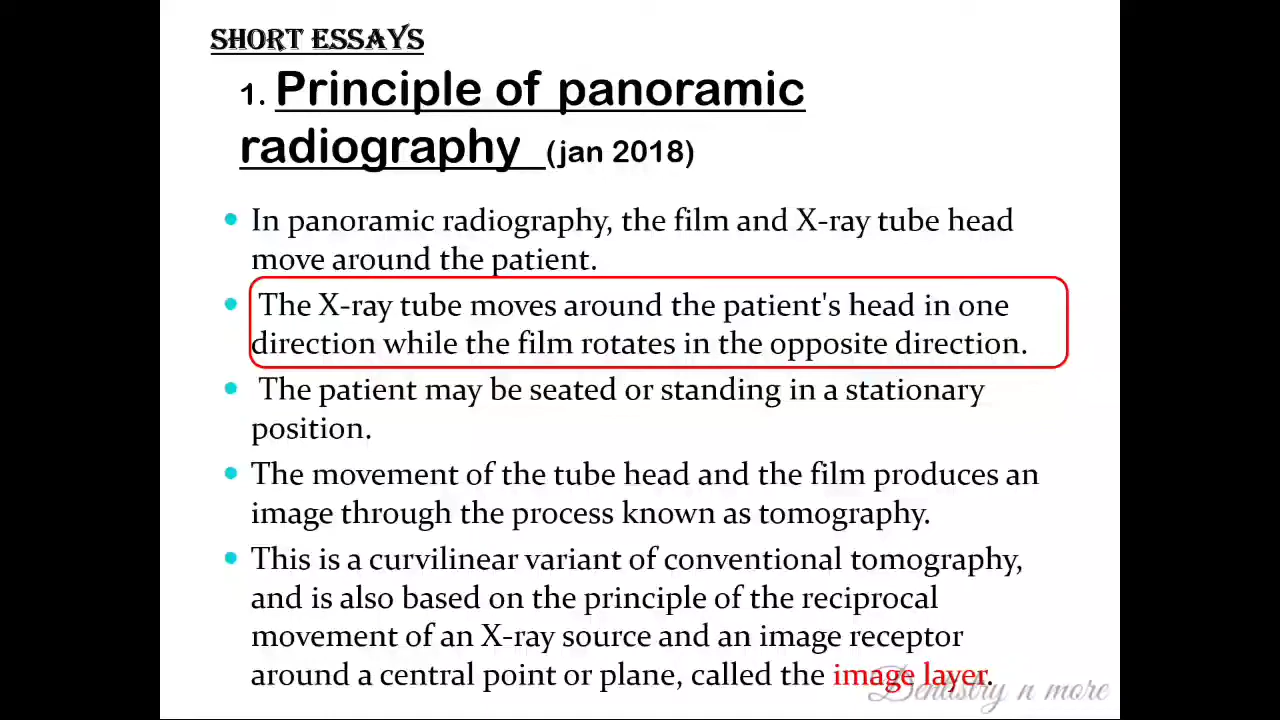 SHORT ESSAYS
1. Principle of panoramic
radiography (jan 2018)
• In panoramic radiography, the film and X-ray tube head
move around the patient.
• The X-ray tube moves around the patient's head in one
direction while the film rotates in the opposite direction.
• The patient may be seated or standing in a stationary
position.
• The movement of the tube head and the film produces an
image through the process known as tomography.
• This is a curvilinear variant of conventional tomography,
and is also based on the principle of the reciprocal
movement of an X-ray source and an image receptor
around a central point or plane, called the image layer.
Dentistry n more